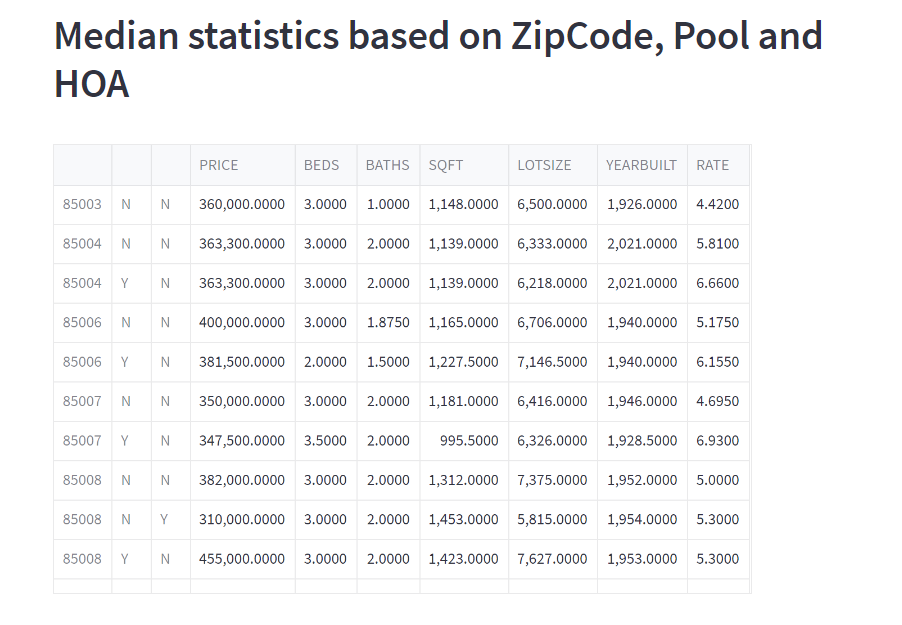 Median statistics based on ZipCode, Pool and
HOA
PRICE BEDS BATHS SQFT LOTSIZE YEARBUILT RATE
85003 N N 360,000.0000 3.0000 1.0000 1,148.0000 6,500.0000 1,926.0000 4.4200
85004 N N 363,300.0000 3.0000 2.0000 1,139.0000 6,333.0000 2,021.0000 5.8100
85004 Y N 363,300.0000 3.0000 2.0000 1,139.0000 6,218.0000 2,021.0000 6.6600
85006 N N 400,000.0000 3.0000 1.8750 1,165.0000 6,706.0000 1,940.0000 5.1750
85006 Y N 381,500.0000 2.0000 1.5000 1,227.5000 7,146.5000 1,940.0000 6.1550
85007 N N 350,000.0000 3.0000 2.0000 1,181.0000 6,416.0000 1,946.0000 4.6950
85007 Y N 347,500.0000 3.5000 2.0000 995.5000 6,326.0000 1,928.5000 6.9300
85008 N N 382,000.0000 3.0000 2.0000 1,312.0000 7,375.0000 1,952.0000 5.0000
85008 N Y 310,000.0000 3.0000 2.0000 1,453.0000 5,815.0000 1,954.0000 5.3000
85008 Y N 455,000.0000 3.0000 2.0000 1,423.0000 7,627.0000 1,953.0000 5.3000